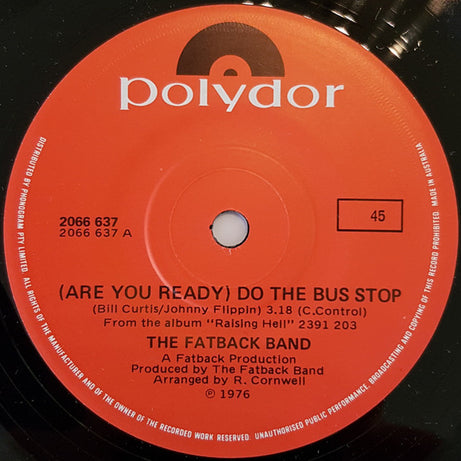 polydor
2066 637
2066 637 A
45
(ARE YOU READY) DO THE BUS STOP
(Bill Curtis/Johnny Flippin) 3.18 (C.Control)
From the album "Raising Hell" 2391 203
THE FATBACK BAND
A Fatback Production
Produced by The Fatback Band
Arranged by R. Cornwell
℗ 1976
DISTRIBUTED BY PHONOGRAM PTY LIMITED. ALL RIGHTS OF THE MANUFACTURER AND OF THE OWNER OF THE RECORDED WORK RESERVED. UNAUTHORISED PUBLIC PERFORMANCE, BROADCASTING AND COPYING OF THIS RECORD PROHIBITED. MADE IN AUSTRALIA